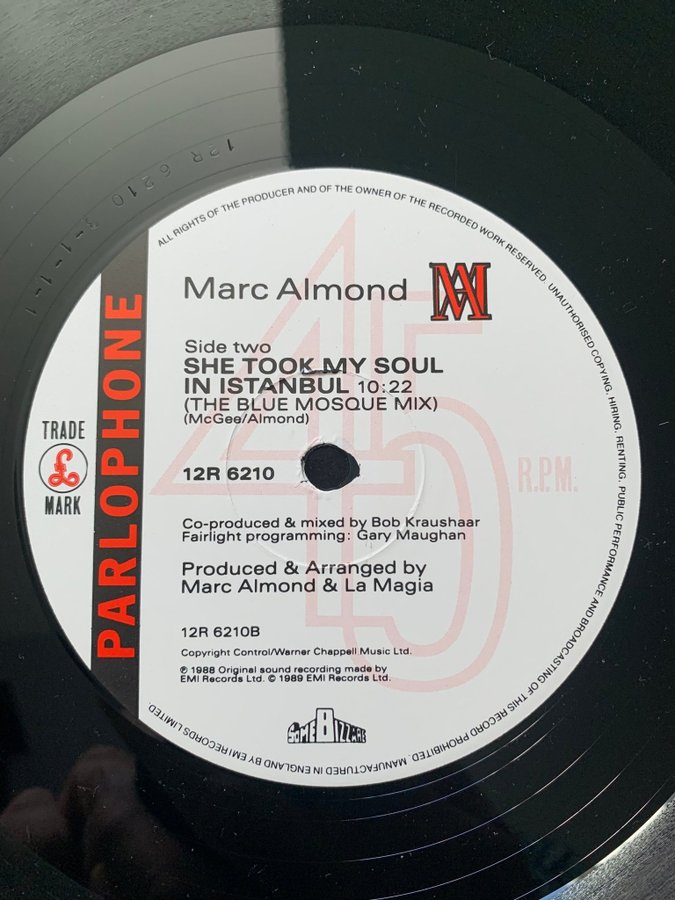 ALL RIGHTS OF THE PRODUCER AND OF THE OWNER OF THE RECORDED WORK RESERVED. UNAUTHORISED COPYING, HIRING, RENTING, PUBLIC PERFORMANCE AND BROADCASTING OF THIS RECORD PROHIBITED. MANUFACTURED IN ENGLAND BY EMI RECORDS LIMITED.
12R 6210
PARLOPHONE
TRADE
£
MARK
Marc Almond
MA
Side two
SHE TOOK MY SOUL
IN ISTANBUL 10:22
(THE BLUE MOSQUE MIX)
(McGee/Almond)
45
R.P.M.
12R 6210
Co-produced & mixed by Bob Kraushaar
Fairlight programming: Gary Maughan
Produced & Arranged by
Marc Almond & La Magia
12R 6210B
Copyright Control/Warner Chappell Music Ltd.
℗ 1988 Original sound recording made by
EMI Records Ltd. © 1989 EMI Records Ltd.
SOME BIZZARE